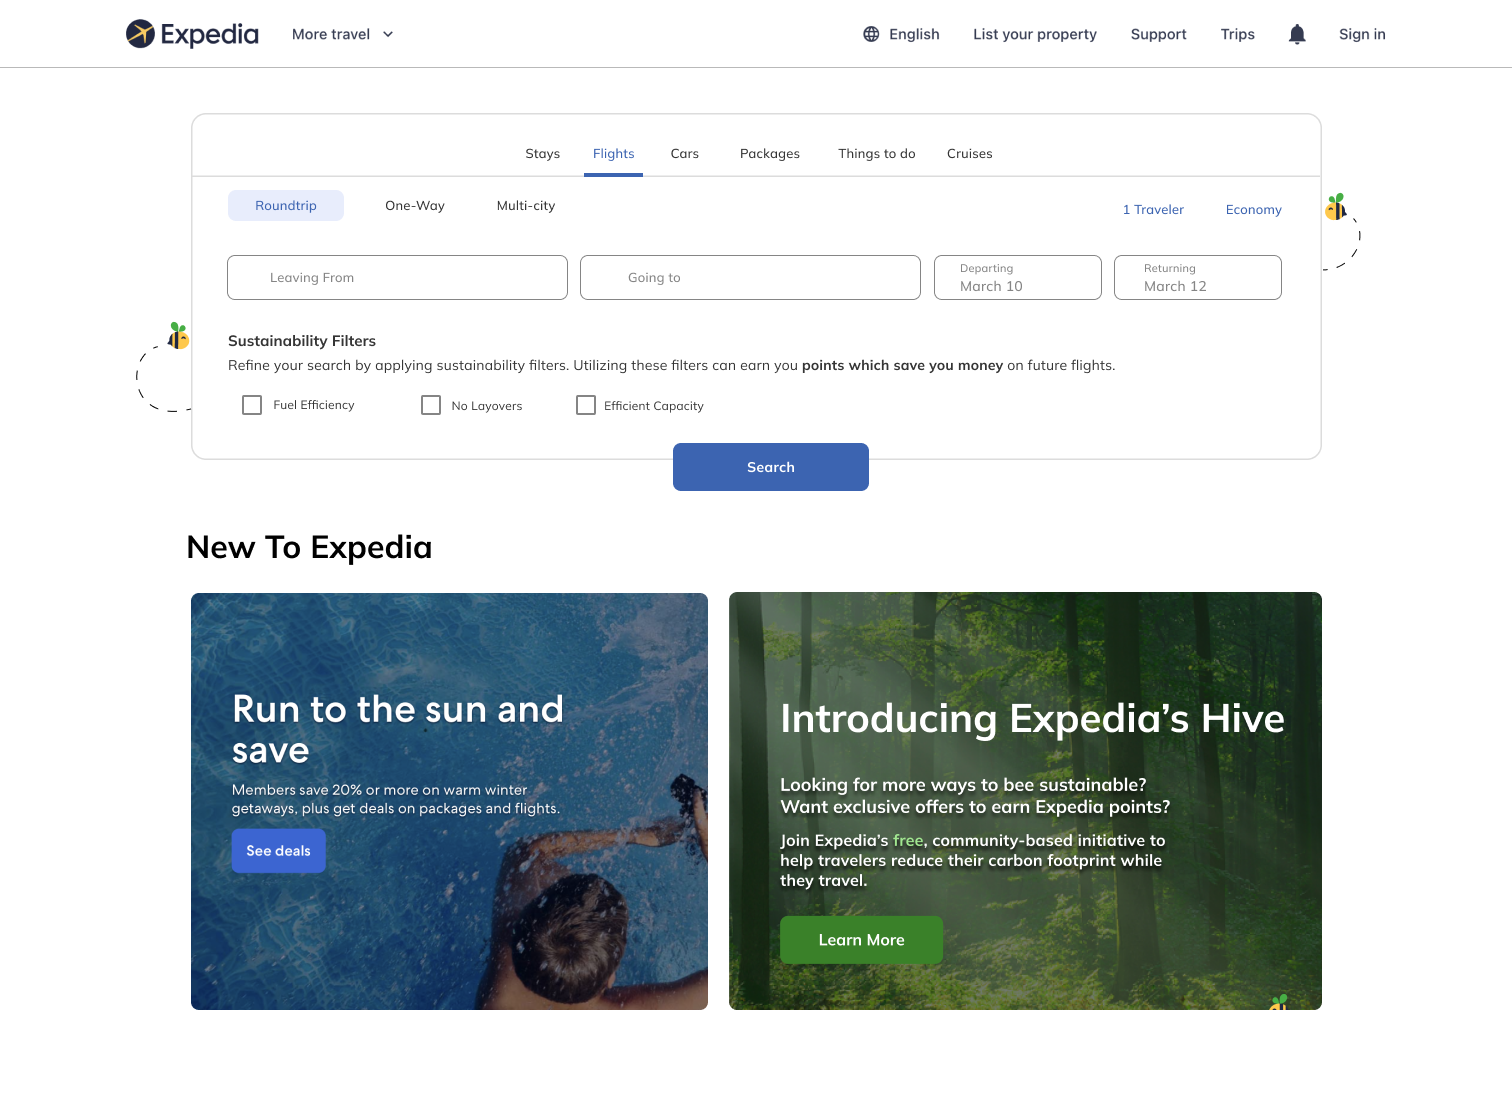 Expedia
More travel
English
List your property
Support
Trips
Sign in
Stays
Flights
Cars
Packages
Things to do
Cruises
Roundtrip
One-Way
Multi-city
1 Traveler
Economy
Leaving From
Going to
Departing
March 10
Returning
March 12
Sustainability Filters
Refine your search by applying sustainability filters. Utilizing these filters can earn you points which save you money on future flights.
Fuel Efficiency
No Layovers
Efficient Capacity
Search
New To Expedia
Run to the sun and
save
Members save 20% or more on warm winter
getaways, plus get deals on packages and flights.
See deals
Introducing Expedia’s Hive
Looking for more ways to bee sustainable?
Want exclusive offers to earn Expedia points?
Join Expedia’s free, community-based initiative to
help travelers reduce their carbon footprint while
they travel.
Learn More